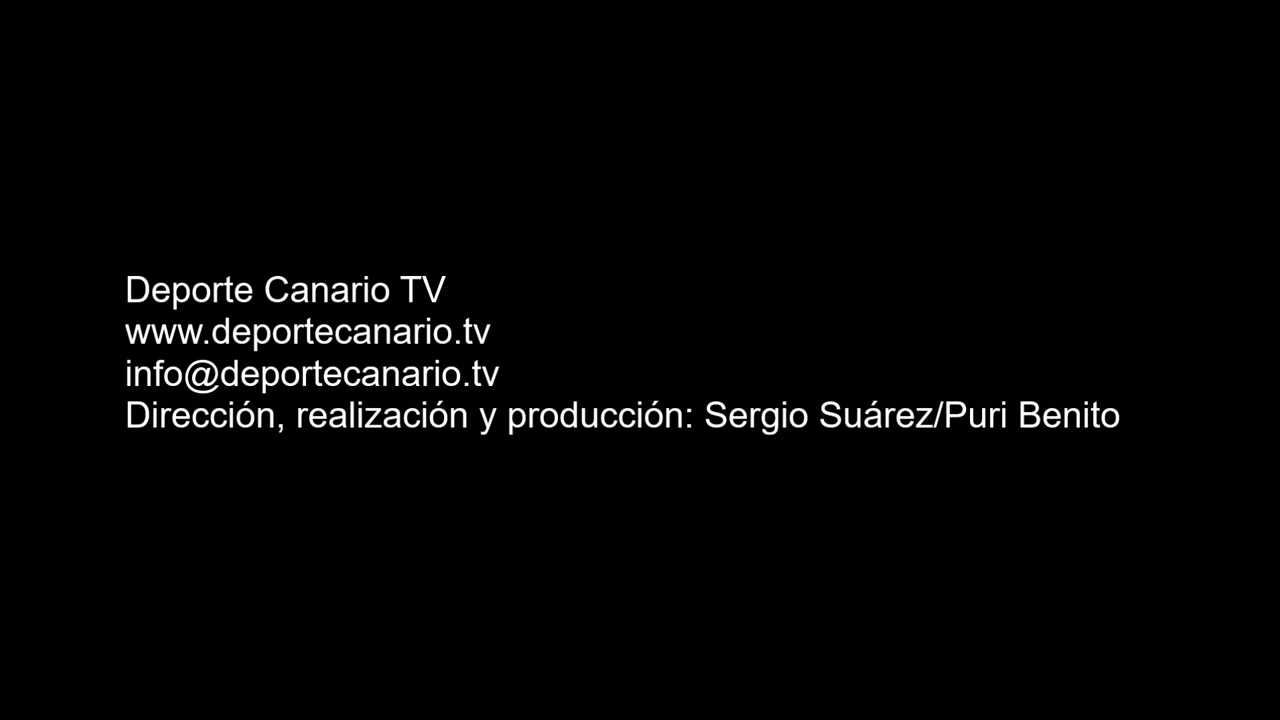 Deporte Canario TV
www.deportecanario.tv
info@deportecanario.tv
Dirección, realización y producción: Sergio Suárez/Puri Benito